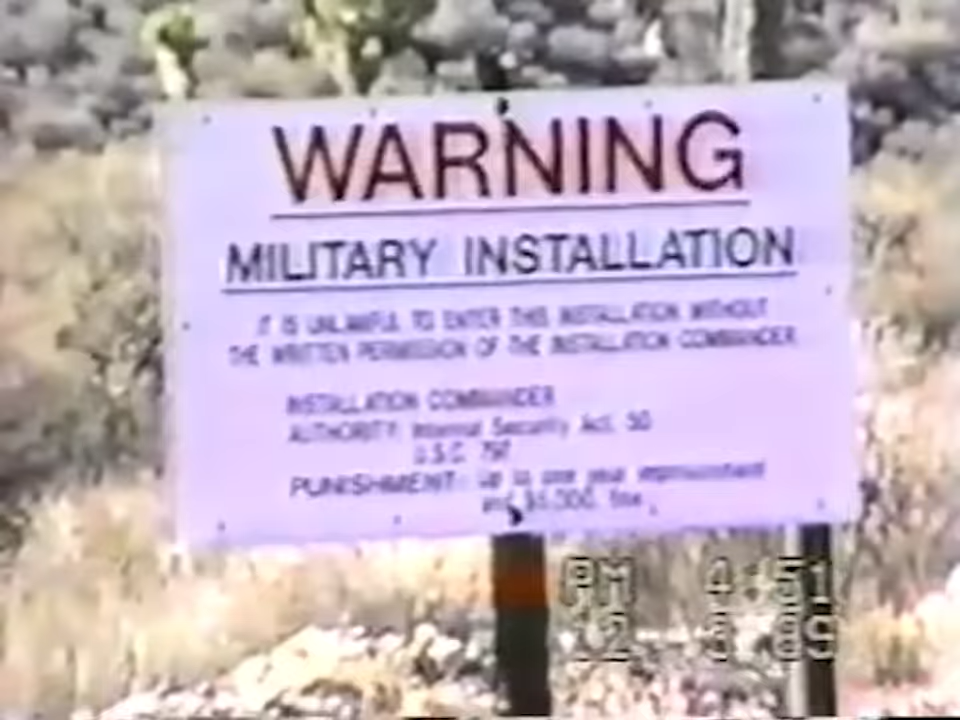 WARNING
MILITARY INSTALLATION
IT IS UNLAWFUL TO ENTER THIS INSTALLATION WITHOUT
THE WRITTEN PERMISSION OF THE INSTALLATION COMMANDER
INSTALLATION COMMANDER
AUTHORITY: Internal Security Act, 50
U.S.C. 797
PUNISHMENT: Up to one year imprisonment
and $5,000. fine.
PM 4:51
12 3 89